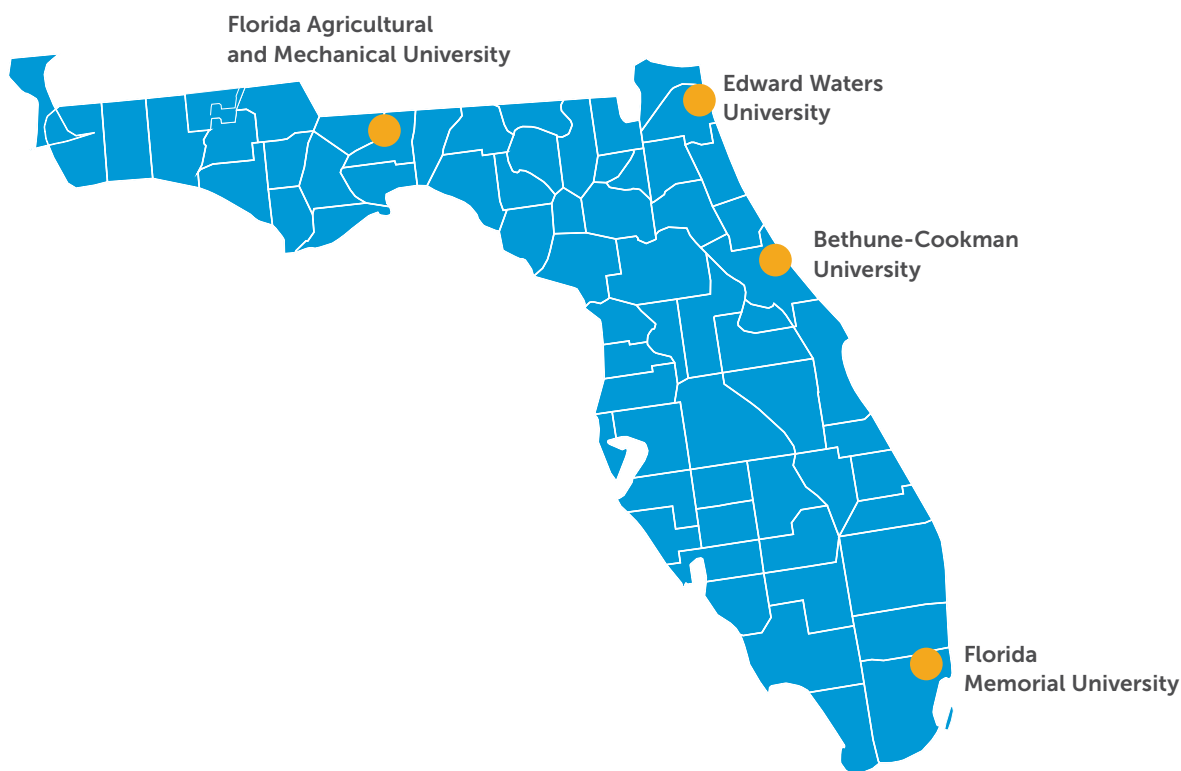 Florida Agricultural
and Mechanical University
Edward Waters
University
Bethune-Cookman
University
Florida
Memorial University